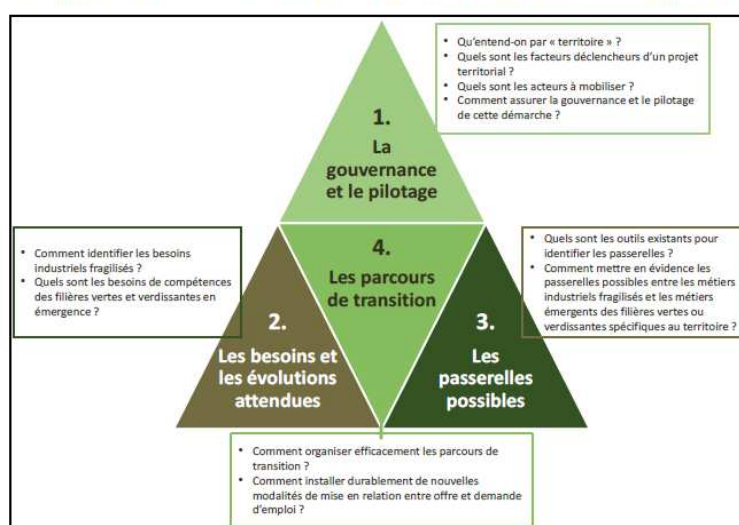 • Qu'entend-on par « territoire » ?
• Quels sont les facteurs déclencheurs d'un projet
territorial ?
• Quels sont les acteurs à mobiliser ?
• Comment assurer la gouvernance et le pilotage
de cette démarche ?
1.
La
gouvernance
et le pilotage
• Comment identifier les besoins
industriels fragilisés ?
• Quels sont les besoins de compétences
des filières vertes et verdissantes en
émergence ?
4.
Les parcours
de transition
• Quels sont les outils existants pour
identifier les passerelles ?
• Comment mettre en évidence les
passerelles possibles entre les métiers
industriels fragilisés et les métiers
émergents des filières vertes ou
verdissantes spécifiques au territoire ?
2.
Les besoins et
les évolutions
attendues
3.
Les
passerelles
possibles
• Comment organiser efficacement les parcours de
transition ?
• Comment installer durablement de nouvelles
modalités de mise en relation entre offre et demande
d'emploi ?